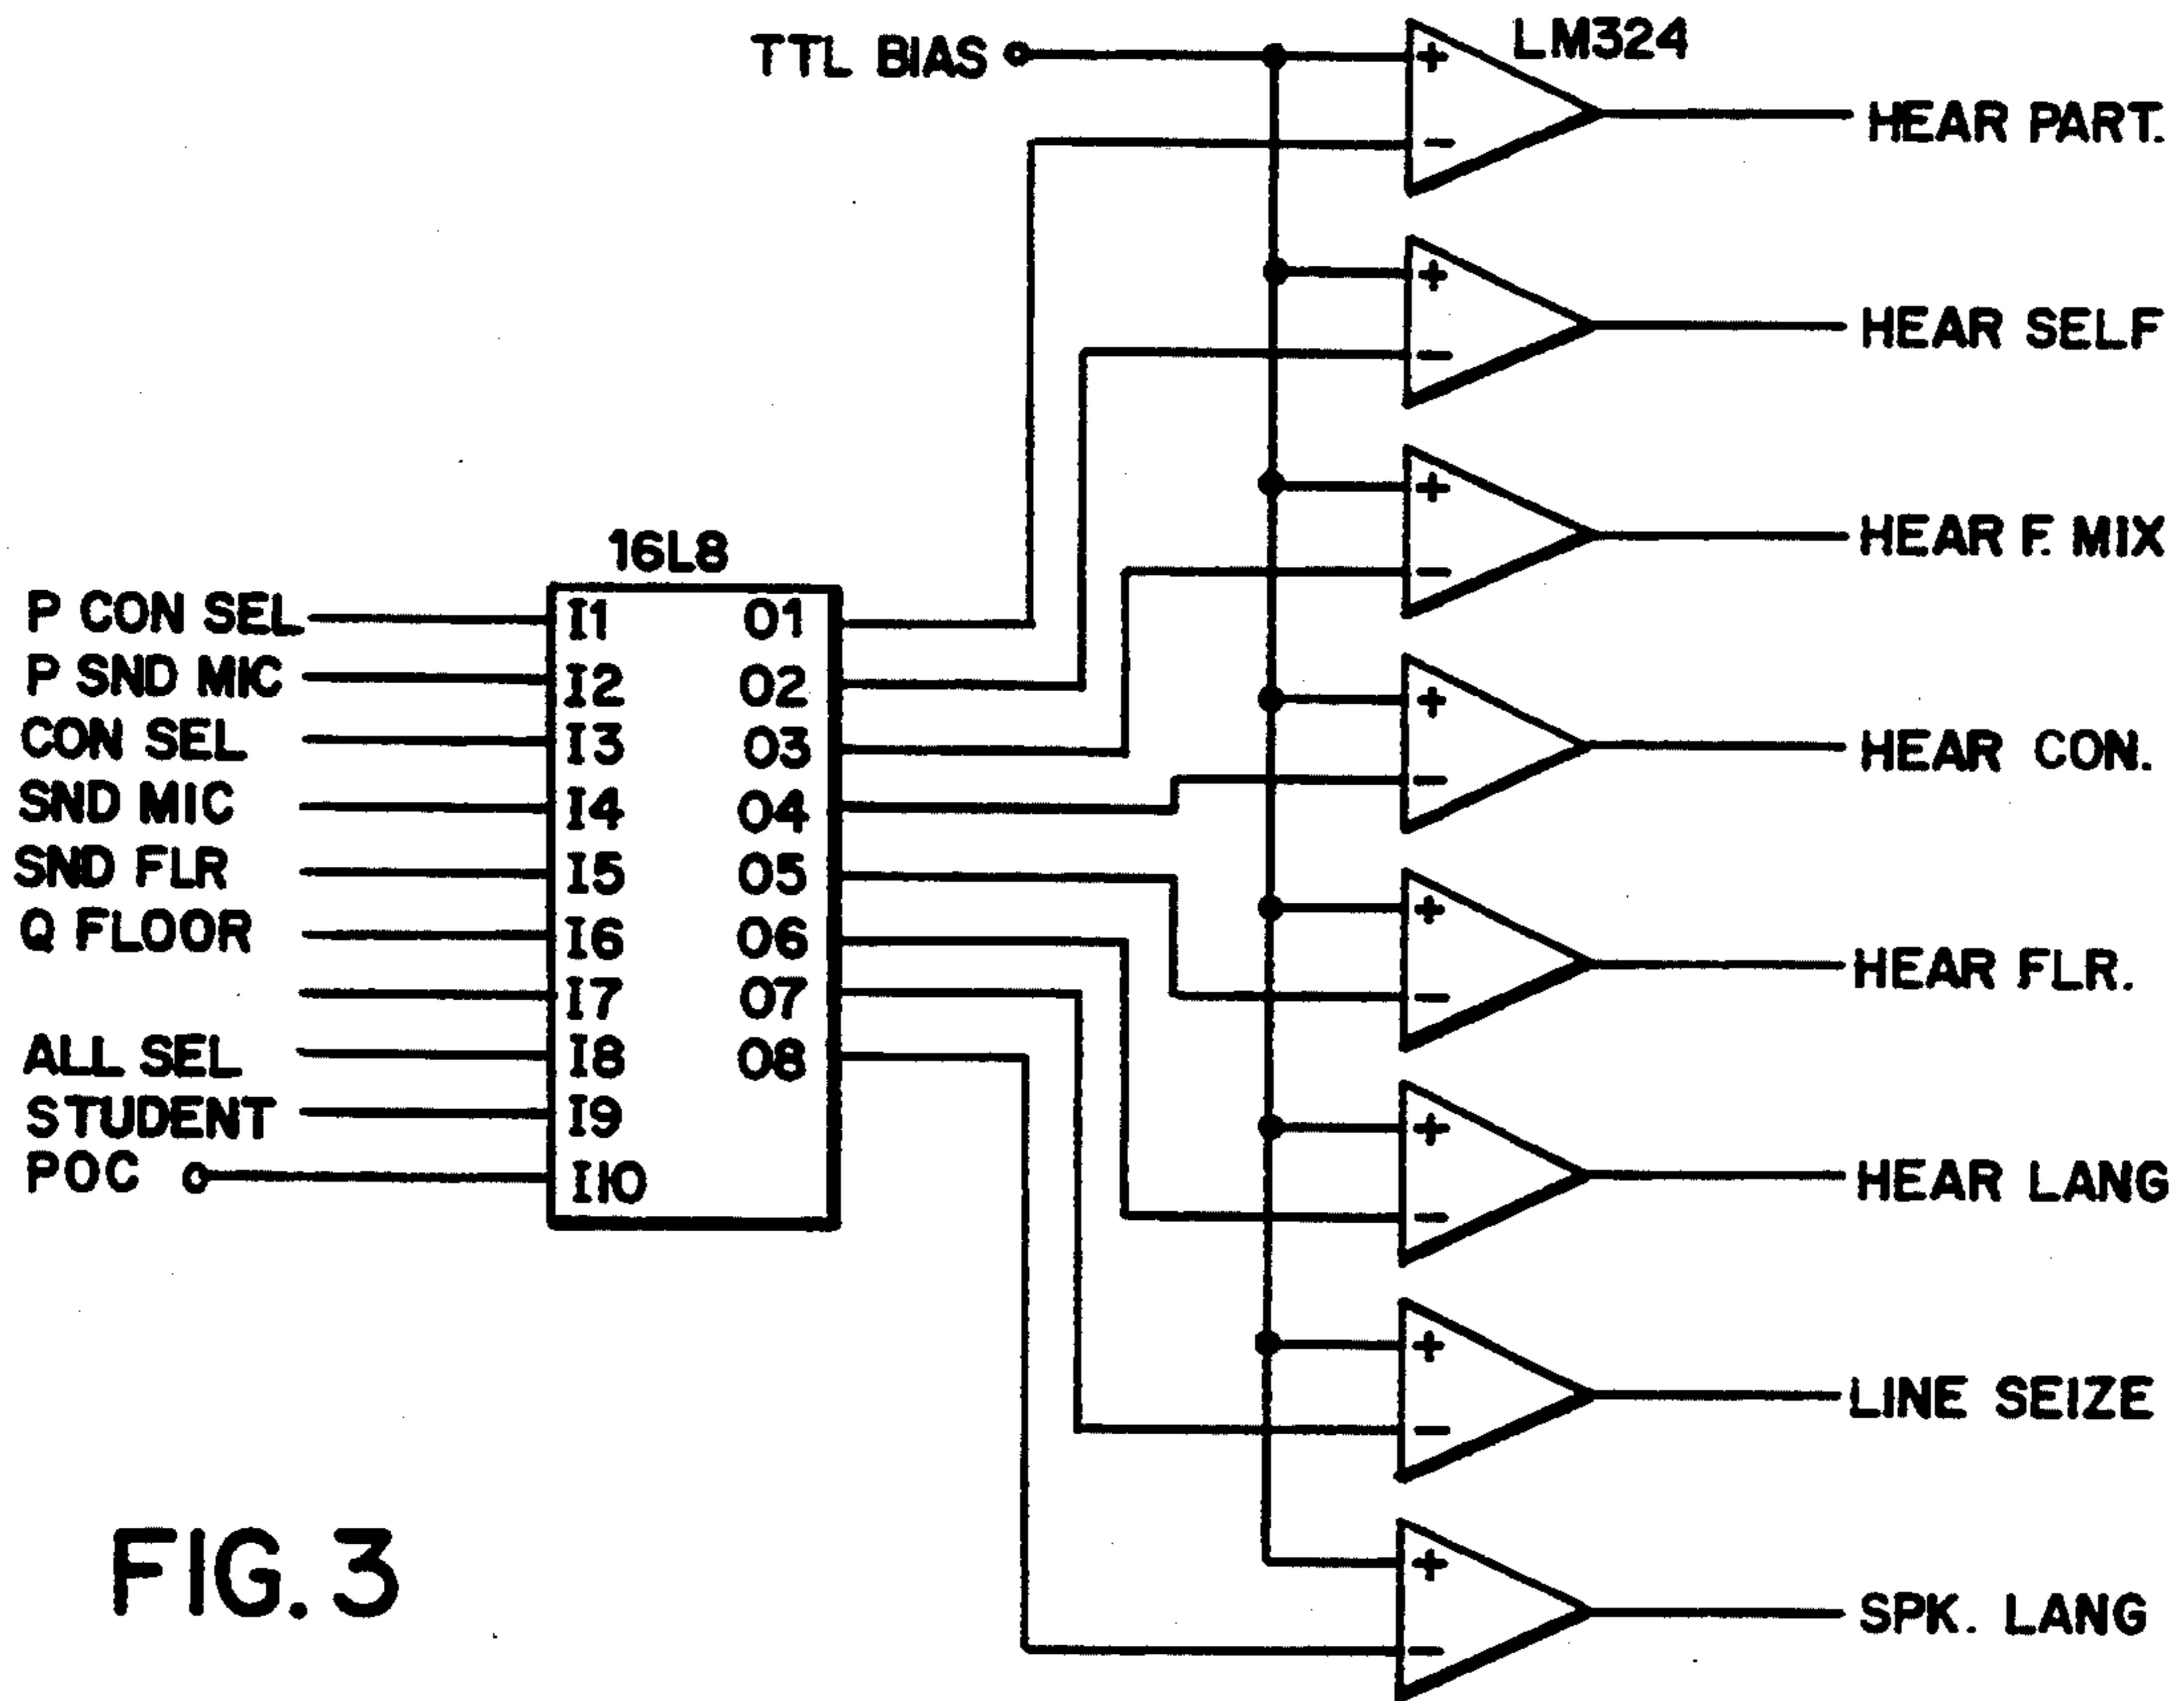 TTL BIAS
LM324
+
-
HEAR PART.
+
-
HEAR SELF
+
-
HEAR F. MIX
16L8
P CON SEL
I1
O1
P SND MIC
I2
O2
CON SEL
I3
O3
SND MIC
I4
O4
SND FLR
I5
O5
Q FLOOR
I6
O6
I7
O7
ALL SEL
I8
O8
STUDENT
I9
POC
I10
+
-
HEAR CON.
+
-
HEAR FLR.
+
-
HEAR LANG
+
-
LINE SEIZE
+
-
SPK. LANG
FIG. 3